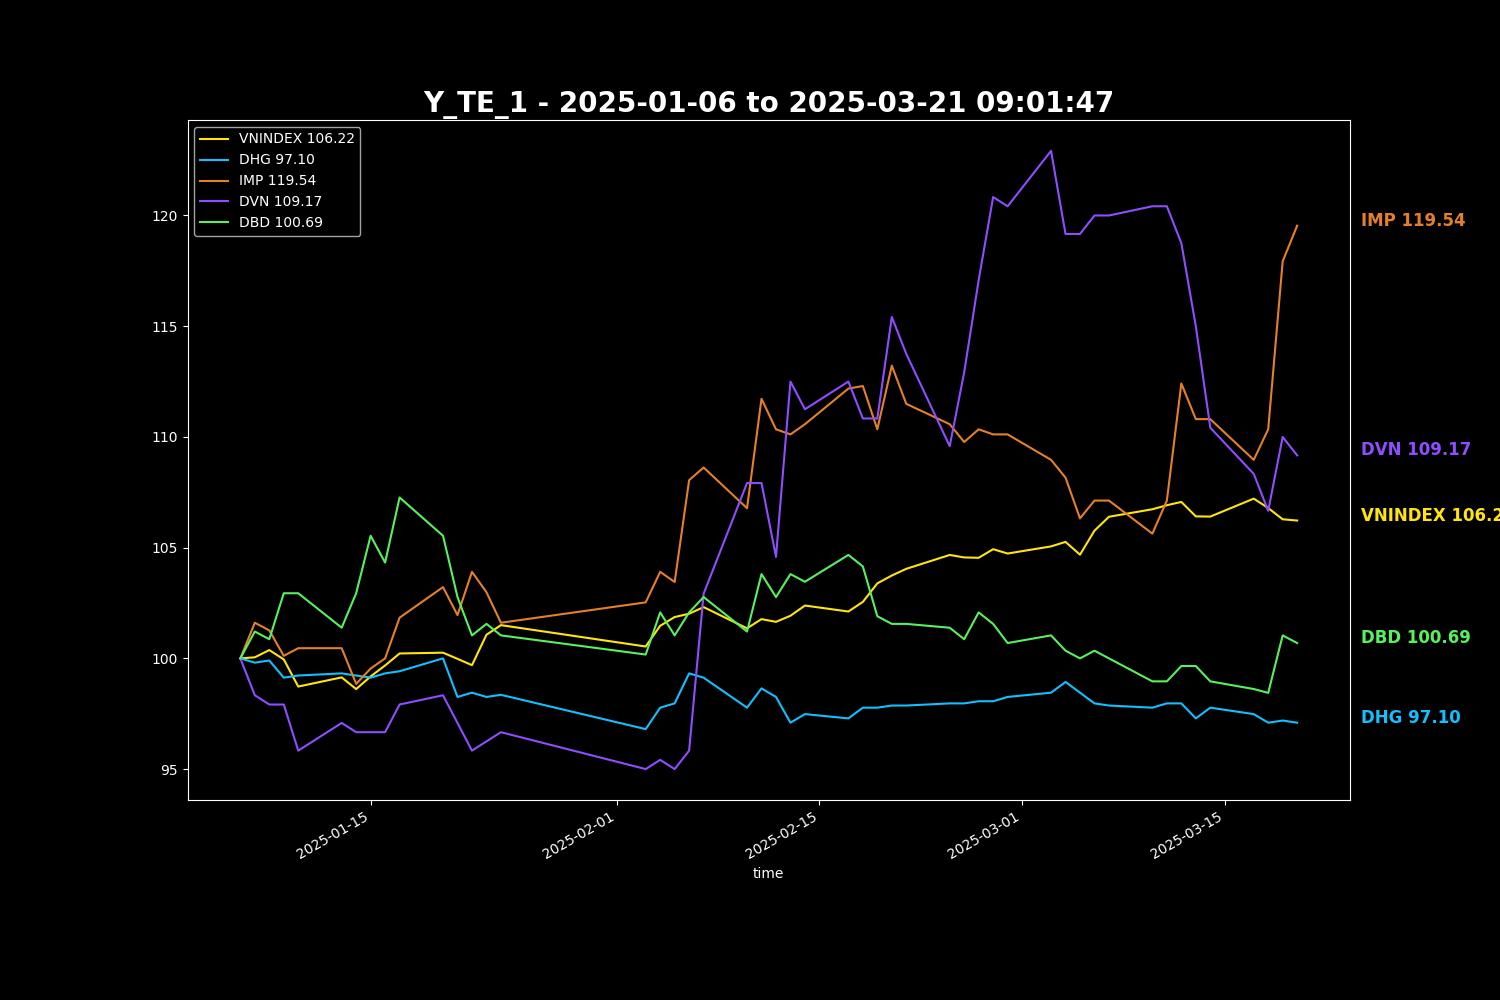 Y_TE_1 - 2025-01-06 to 2025-03-21 09:01:47
VNINDEX 106.22
DHG 97.10
IMP 119.54
DVN 109.17
DBD 100.69
120
115
110
105
100
95
IMP 119.54
DVN 109.17
VNINDEX 106.2
DBD 100.69
DHG 97.10
2025-01-15
2025-02-01
2025-02-15
2025-03-01
2025-03-15
time